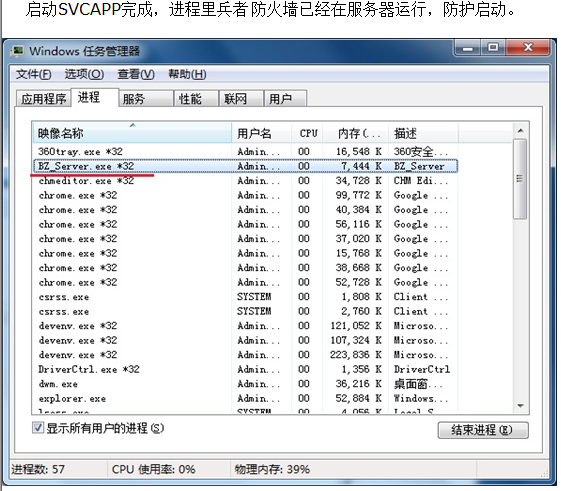 启动SVCAPP完成，进程里兵者防火墙已经在服务器运行，防护启动。
Windows 任务管理器
文件(F) 选项(O) 查看(V) 帮助(H)
应用程序 进程 服务 性能 联网 用户
映像名称 用户名 CPU 内存(... 描述
360tray.exe *32 Admin... 00 16,548 K 360安全...
BZ_Server.exe *32 Admin... 00 7,444 K BZ_Server
chmeditor.exe *32 Admin... 00 34,728 K CHM Edi...
chrome.exe *32 Admin... 00 99,772 K Google ...
chrome.exe *32 Admin... 00 40,384 K Google ...
chrome.exe *32 Admin... 00 56,116 K Google ...
chrome.exe *32 Admin... 00 37,020 K Google ...
chrome.exe *32 Admin... 00 15,768 K Google ...
chrome.exe *32 Admin... 00 38,668 K Google ...
chrome.exe *32 Admin... 00 52,728 K Google ...
csrss.exe SYSTEM 00 1,808 K Client ...
csrss.exe SYSTEM 00 2,760 K Client ...
devenv.exe *32 Admin... 00 121,052 K Microso...
devenv.exe *32 Admin... 00 107,324 K Microso...
devenv.exe *32 Admin... 00 223,836 K Microso...
DriverCtrl.exe *32 Admin... 00 1,356 K DriverCtrl
dwm.exe Admin... 00 36,216 K 桌面窗...
explorer.exe Admin... 00 52,884 K Windows...
lsass.exe SYSTEM 00 4,056 K Local S...
显示所有用户的进程(S) 结束进程(E)
进程数: 57 CPU 使用率: 0% 物理内存: 39%